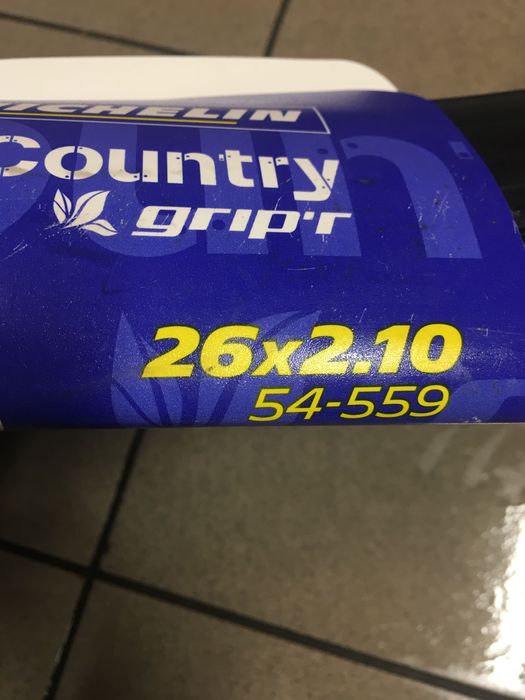 MICHELIN
Country
grip'r
26x2.10
54-559